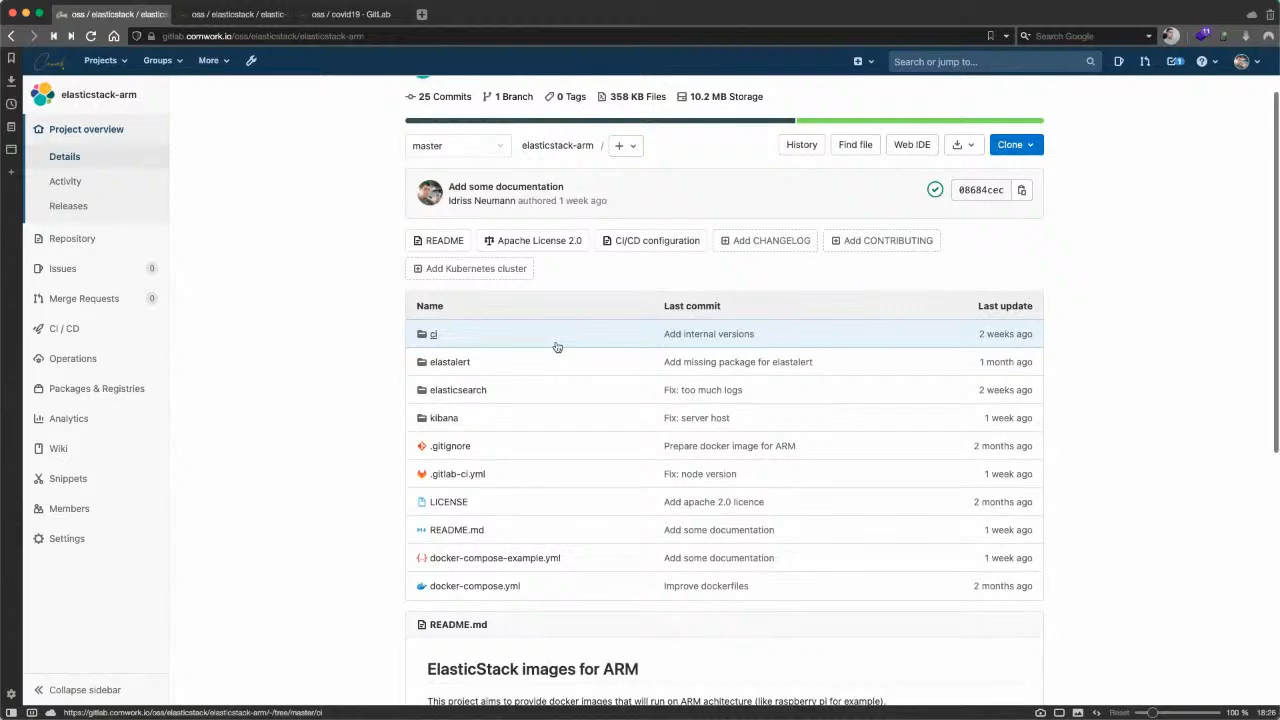 oss / elasticstack / elastics
oss / elasticstack / elastic
oss / covid19 · GitLab
gitlab.comwork.io/oss/elasticstack/elasticstack-arm
Search Google
11
Comwork
Projects
Groups
More
Search or jump to...
1
elasticstack-arm
Project overview
Details
Activity
Releases
Repository
Issues 0
Merge Requests 0
CI / CD
Operations
Packages & Registries
Analytics
Wiki
Snippets
Members
Settings
Collapse sidebar
25 Commits 1 Branch 0 Tags 358 KB Files 10.2 MB Storage
master elasticstack-arm / + History Find file Web IDE Clone
Add some documentation
Idriss Neumann authored 1 week ago
08684cec
README Apache License 2.0 CI/CD configuration Add CHANGELOG Add CONTRIBUTING
Add Kubernetes cluster
Name Last commit Last update
ci Add internal versions 2 weeks ago
elastalert Add missing package for elastalert 1 month ago
elasticsearch Fix: too much logs 2 weeks ago
kibana Fix: server host 1 week ago
.gitignore Prepare docker image for ARM 2 months ago
.gitlab-ci.yml Fix: node version 1 week ago
LICENSE Add apache 2.0 licence 2 months ago
README.md Add some documentation 1 week ago
docker-compose-example.yml Add some documentation 1 week ago
docker-compose.yml Improve dockerfiles 2 months ago
README.md
ElasticStack images for ARM
This project aims to provide docker images that will run on ARM achitecture (like raspberry pi for example).
https://gitlab.comwork.io/oss/elasticstack/elasticstack-arm/-/tree/master/ci
Reset 100 % 18:26